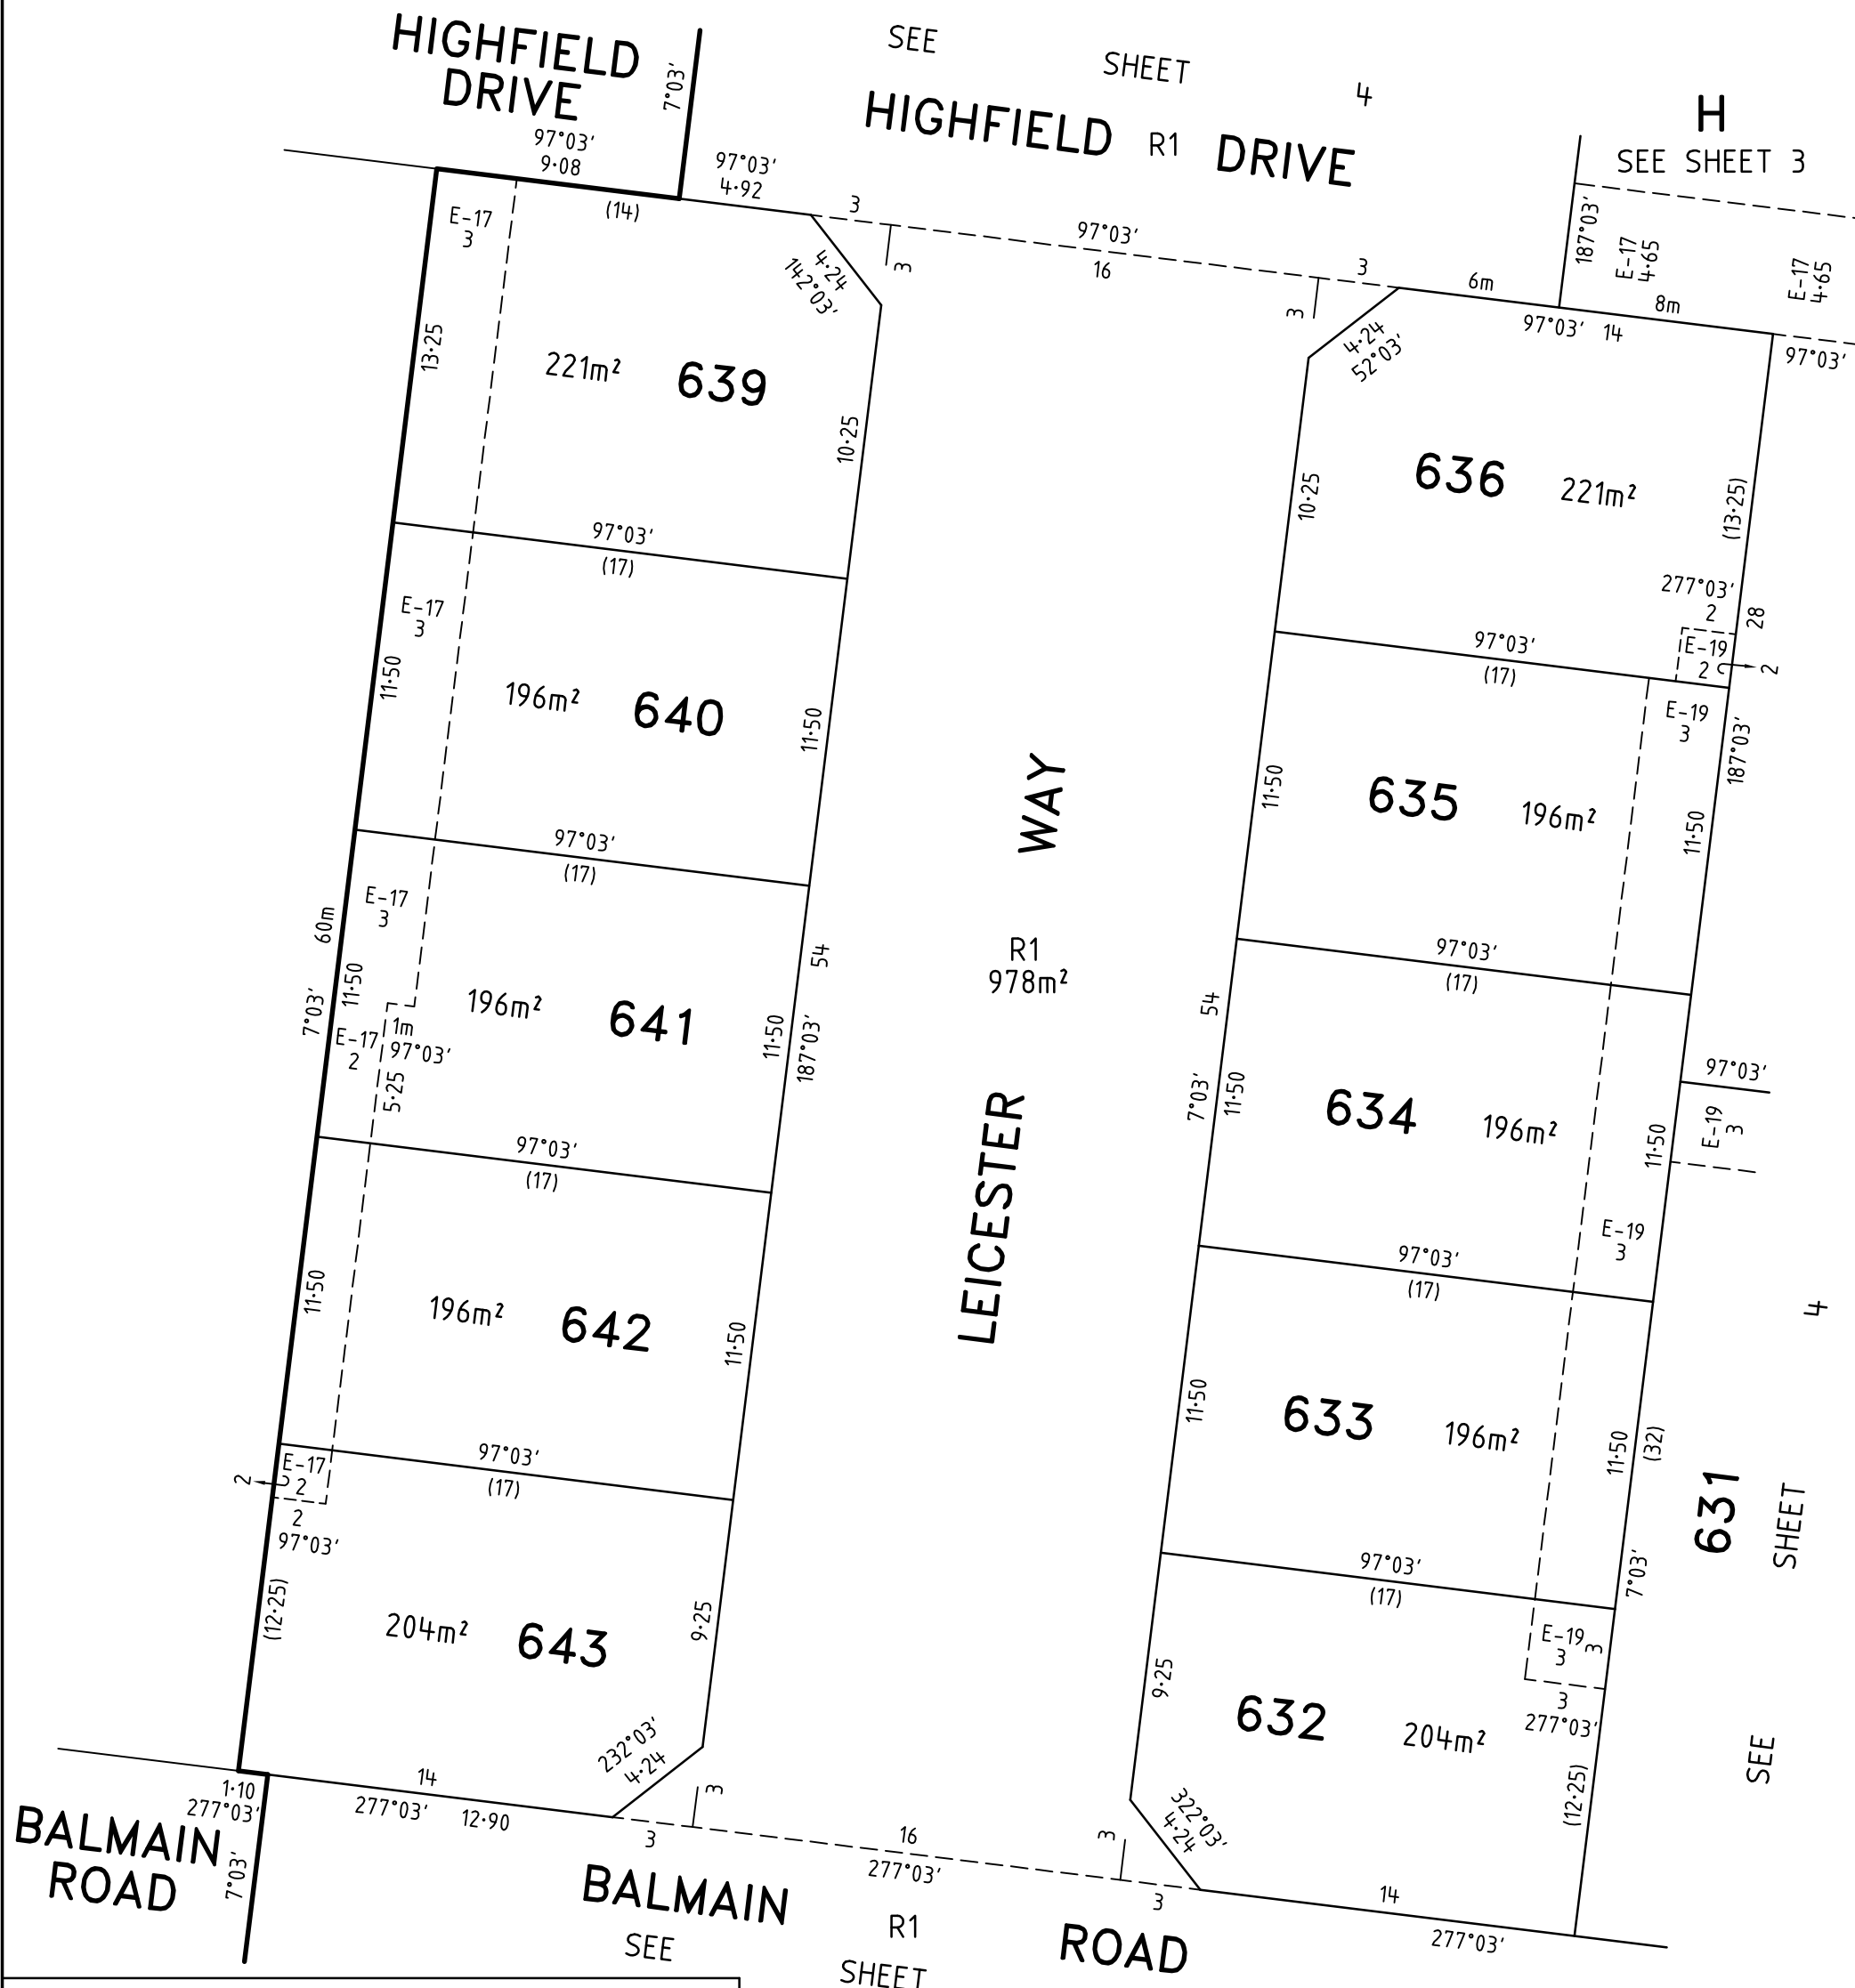 HIGHFIELD
DRIVE
7°03'
SEE
SHEET
4
HIGHFIELD R1 DRIVE
H
SEE SHEET 3
97°03'
9·08
(14)
97°03'
4·92
3
3
97°03'
16
3
3
6m
8m
97°03' 14
187°03'
E-17
4·65
E-17
4·65
97°03'
E-17
3
4·24
142°03'
4·24
52°03'
13·25
221m²
639
10·25
10·25
636
221m²
(13·25)
97°03'
(17)
277°03'
2
28
E-19
2
2
97°03'
(17)
E-17
3
E-19
3
187°03'
11·50
196m²
640
11·50
11·50
635
196m²
11·50
97°03'
(17)
97°03'
(17)
LEICESTER WAY
R1
978m²
E-17
3
60m
7°03'
11·50
E-17
2
1m
97°03'
5·25
196m²
641
11·50
54
187°03'
54
7°03'
11·50
634
196m²
11·50
97°03'
E-19
3
E-19
3
97°03'
(17)
97°03'
(17)
11·50
196m²
642
11·50
11·50
633
196m²
11·50
(32)
7°03'
631
SEE
SHEET
4
97°03'
(17)
97°03'
(17)
2
E-17
2
2
97°03'
(12·25)
204m²
643
9·25
232°03'
4·24
9·25
632
204m²
E-19
3
3
3
277°03'
(12·25)
322°03'
4·24
1·10
277°03'
14
277°03' 12·90
3
3
16
277°03'
3
3
14
277°03'
BALMAIN
ROAD
7°03'
BALMAIN
R1
ROAD
SEE
SHEET